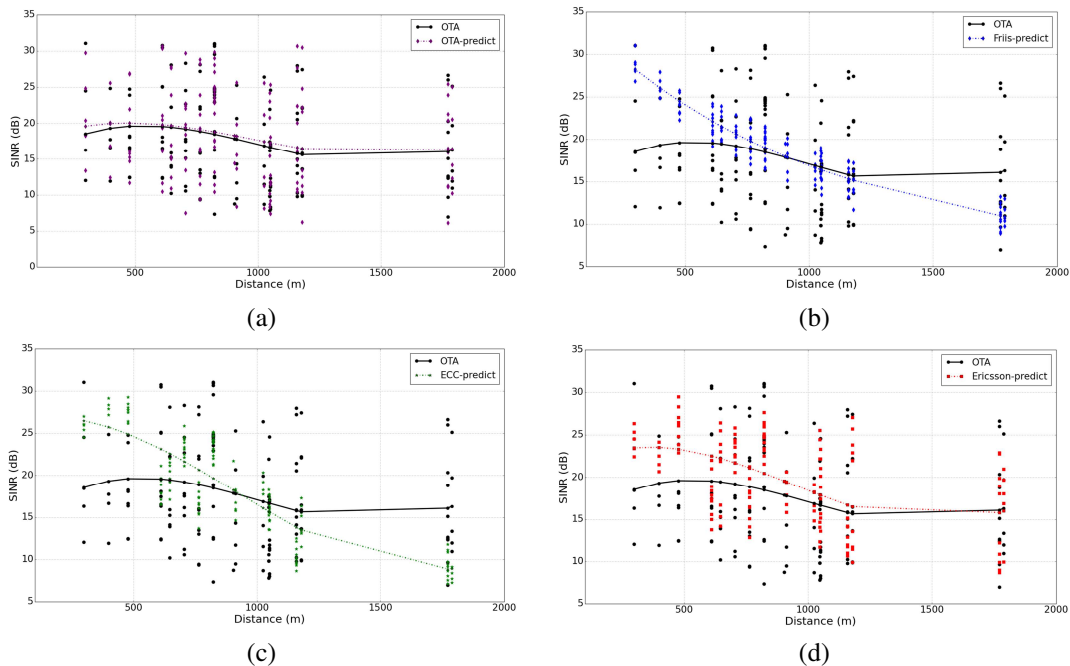 (a)
35
30
25
20
15
10
5
0
SINR (dB)
500
1000
1500
2000
Distance (m)
OTA
OTA-predict
(b)
35
30
25
20
15
10
5
SINR (dB)
500
1000
1500
2000
Distance (m)
OTA
Friis-predict
(a)
(b)
35
30
25
20
15
10
5
SINR (dB)
500
1000
1500
2000
Distance (m)
OTA
ECC-predict
35
30
25
20
15
10
5
SINR (dB)
500
1000
1500
2000
Distance (m)
OTA
Ericsson-predict
(c)
(d)